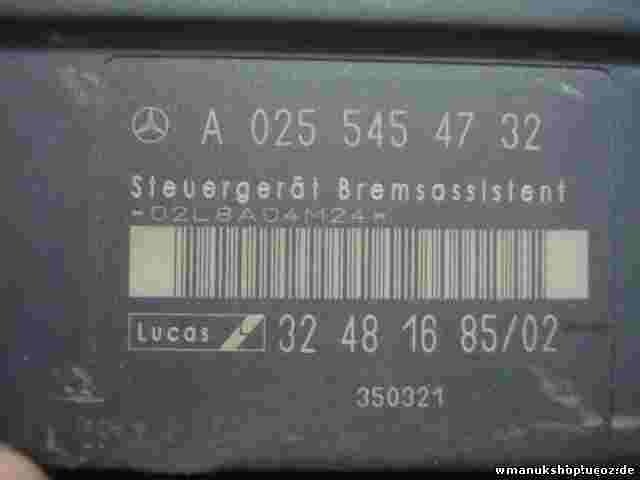 A 025 545 47 32
Steuergerät Bremsassistent
*02L8A04M24*
Lucas 32 48 16 85/02
350321
wmanukshop!ucoz:de